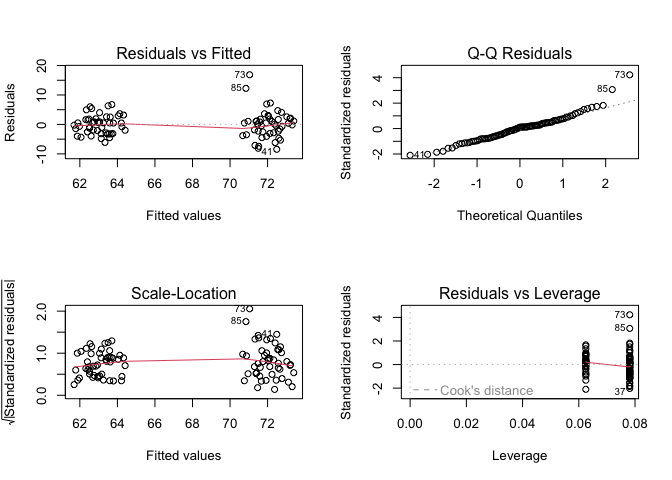 Residuals vs Fitted
Residuals
-10
0
5
10
20
73
85
41
62 64 66 68 70 72
Fitted values
Q-Q Residuals
Standardized residuals
-2
0
2
4
73
85
41
-2 -1 0 1 2
Theoretical Quantiles
Scale-Location
√|Standardized residuals|
0.0
1.0
2.0
73
85
41
62 64 66 68 70 72
Fitted values
Residuals vs Leverage
Standardized residuals
-2
0
2
4
73
85
37
Cook's distance
0.00 0.02 0.04 0.06 0.08
Leverage